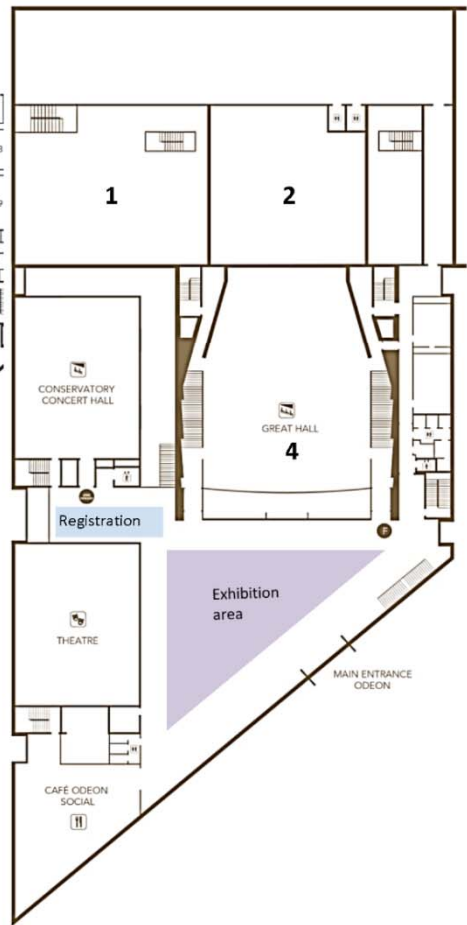 1
2
CONSERVATORY
CONCERT HALL
GREAT HALL
4
Registration
F
Exhibition
area
THEATRE
MAIN ENTRANCE
ODEON
CAFÉ ODEON
SOCIAL